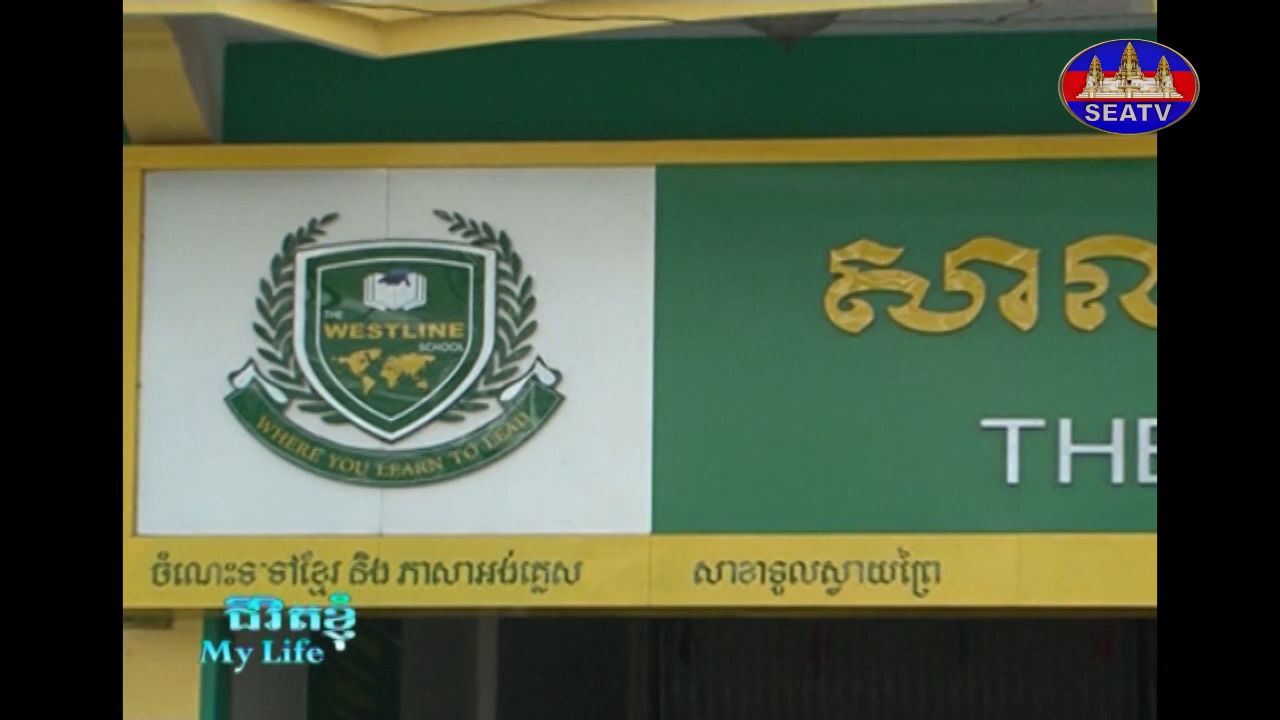 SEATV
THE
WESTLINE
SCHOOL
WHERE YOU LEARN TO LEAD
សាល
THE
ចំណេះទូទៅខ្មែរ និង ភាសាអង់គ្លេស
សាខាទួលស្វាយព្រៃ
ជីវិតខ្ញុំ
My Life